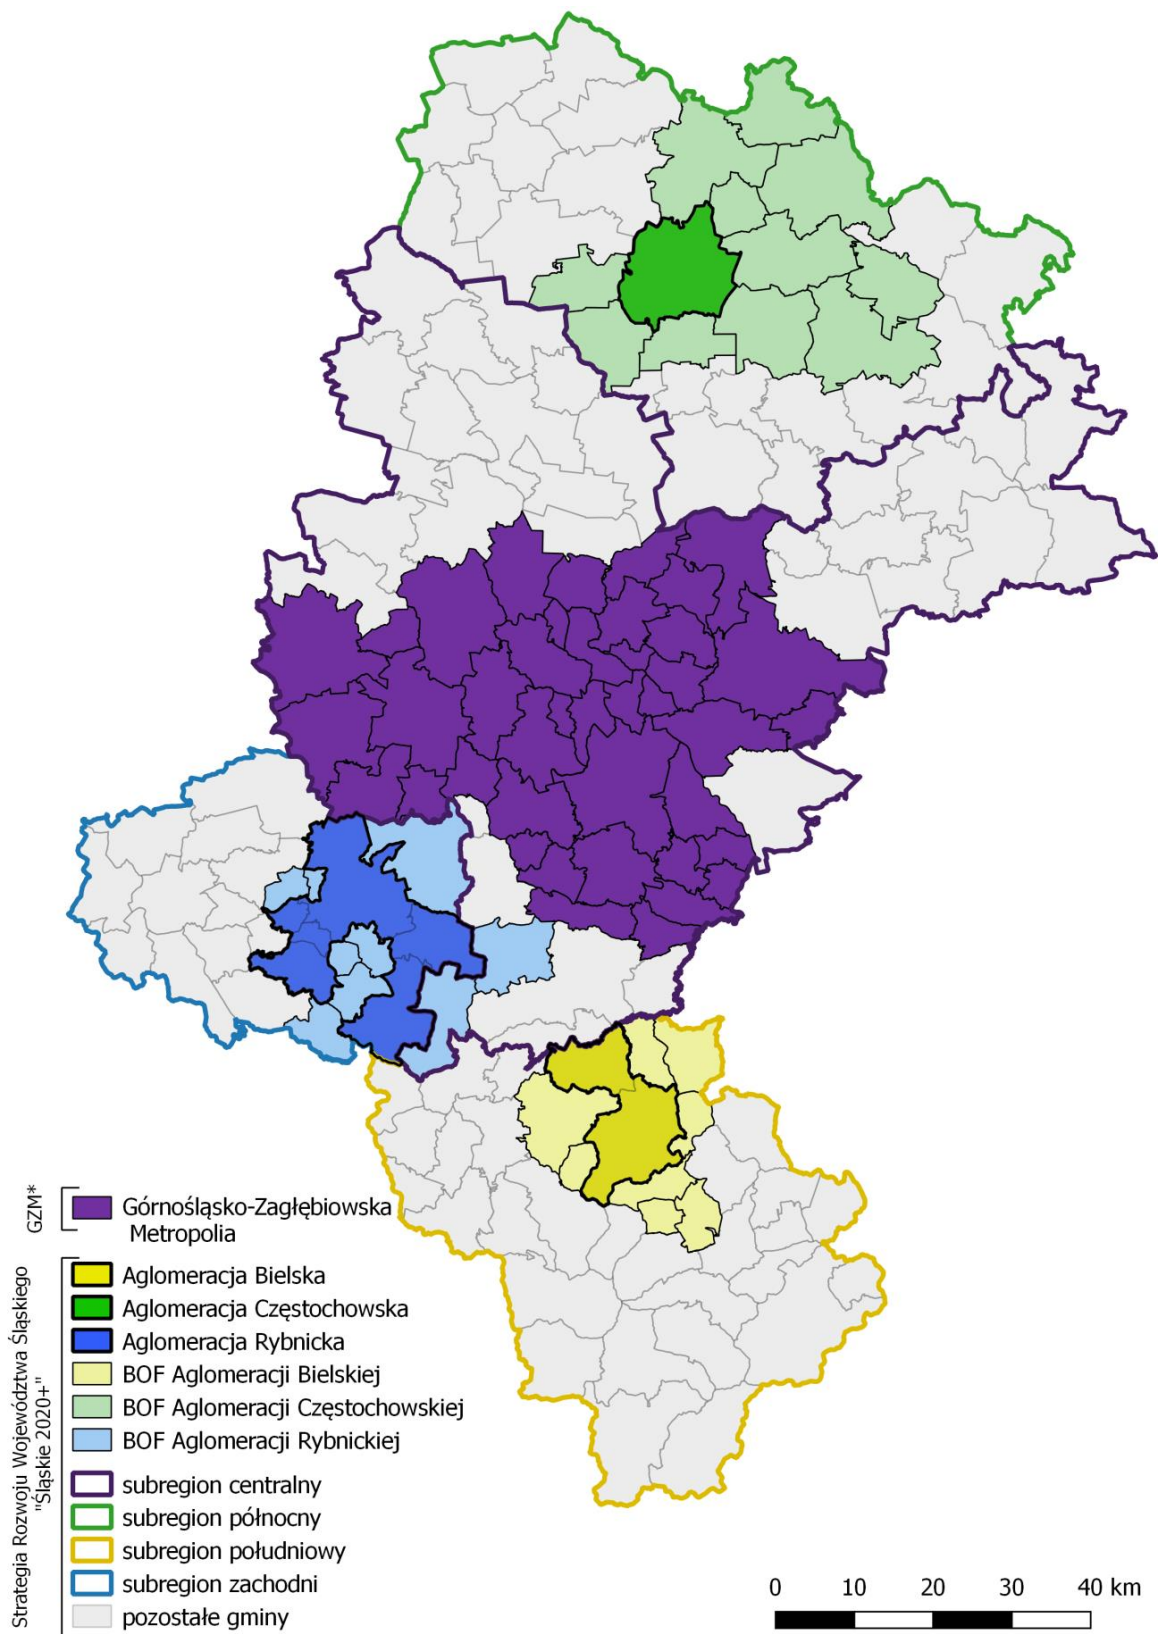 GZM*
Górnośląsko-Zagłębiowska
Metropolia
Strategia Rozwoju Województwa Śląskiego
"Śląskie 2020+"
Aglomeracja Bielska
Aglomeracja Częstochowska
Aglomeracja Rybnicka
BOF Aglomeracji Bielskiej
BOF Aglomeracji Częstochowskiej
BOF Aglomeracji Rybnickiej
subregion centralny
subregion północny
subregion południowy
subregion zachodni
pozostałe gminy
0 10 20 30 40 km